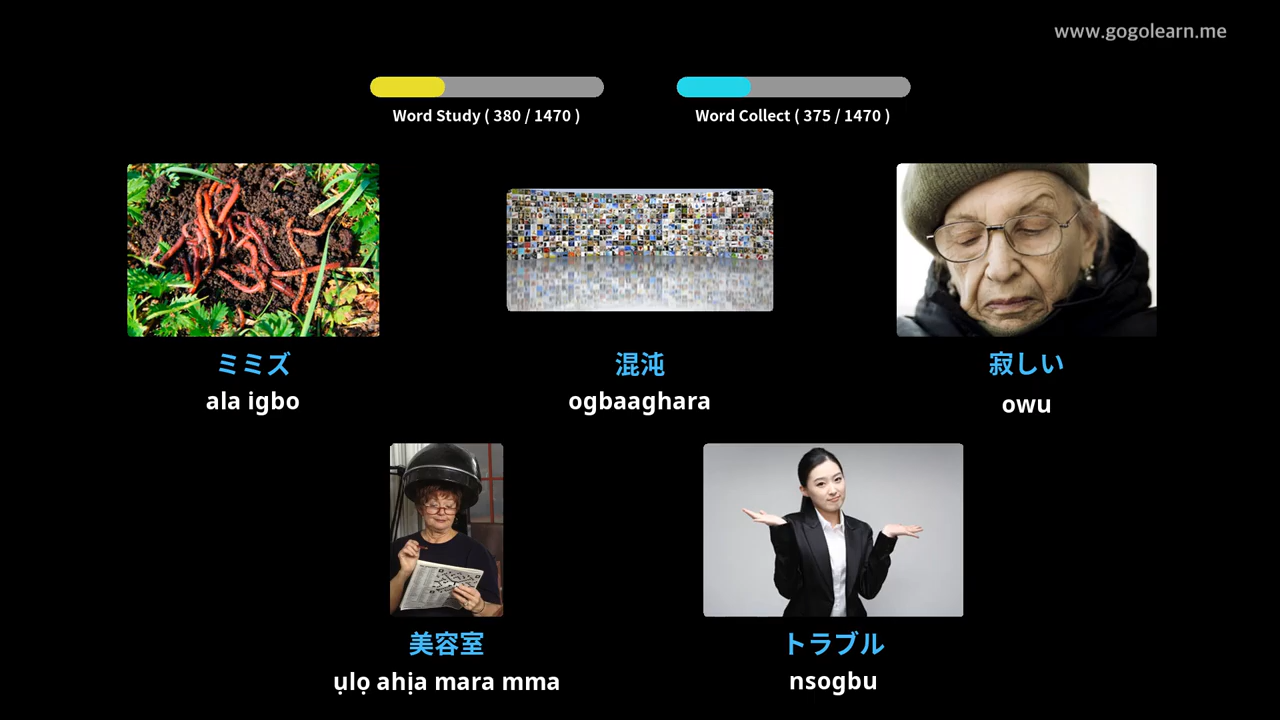 www.gogolearn.me
Word Study ( 380 / 1470 )
Word Collect ( 375 / 1470 )
ミミズ
ala igbo
混沌
ogbaaghara
寂しい
owu
美容室
ụlọ ahịa mara mma
トラブル
nsogbu